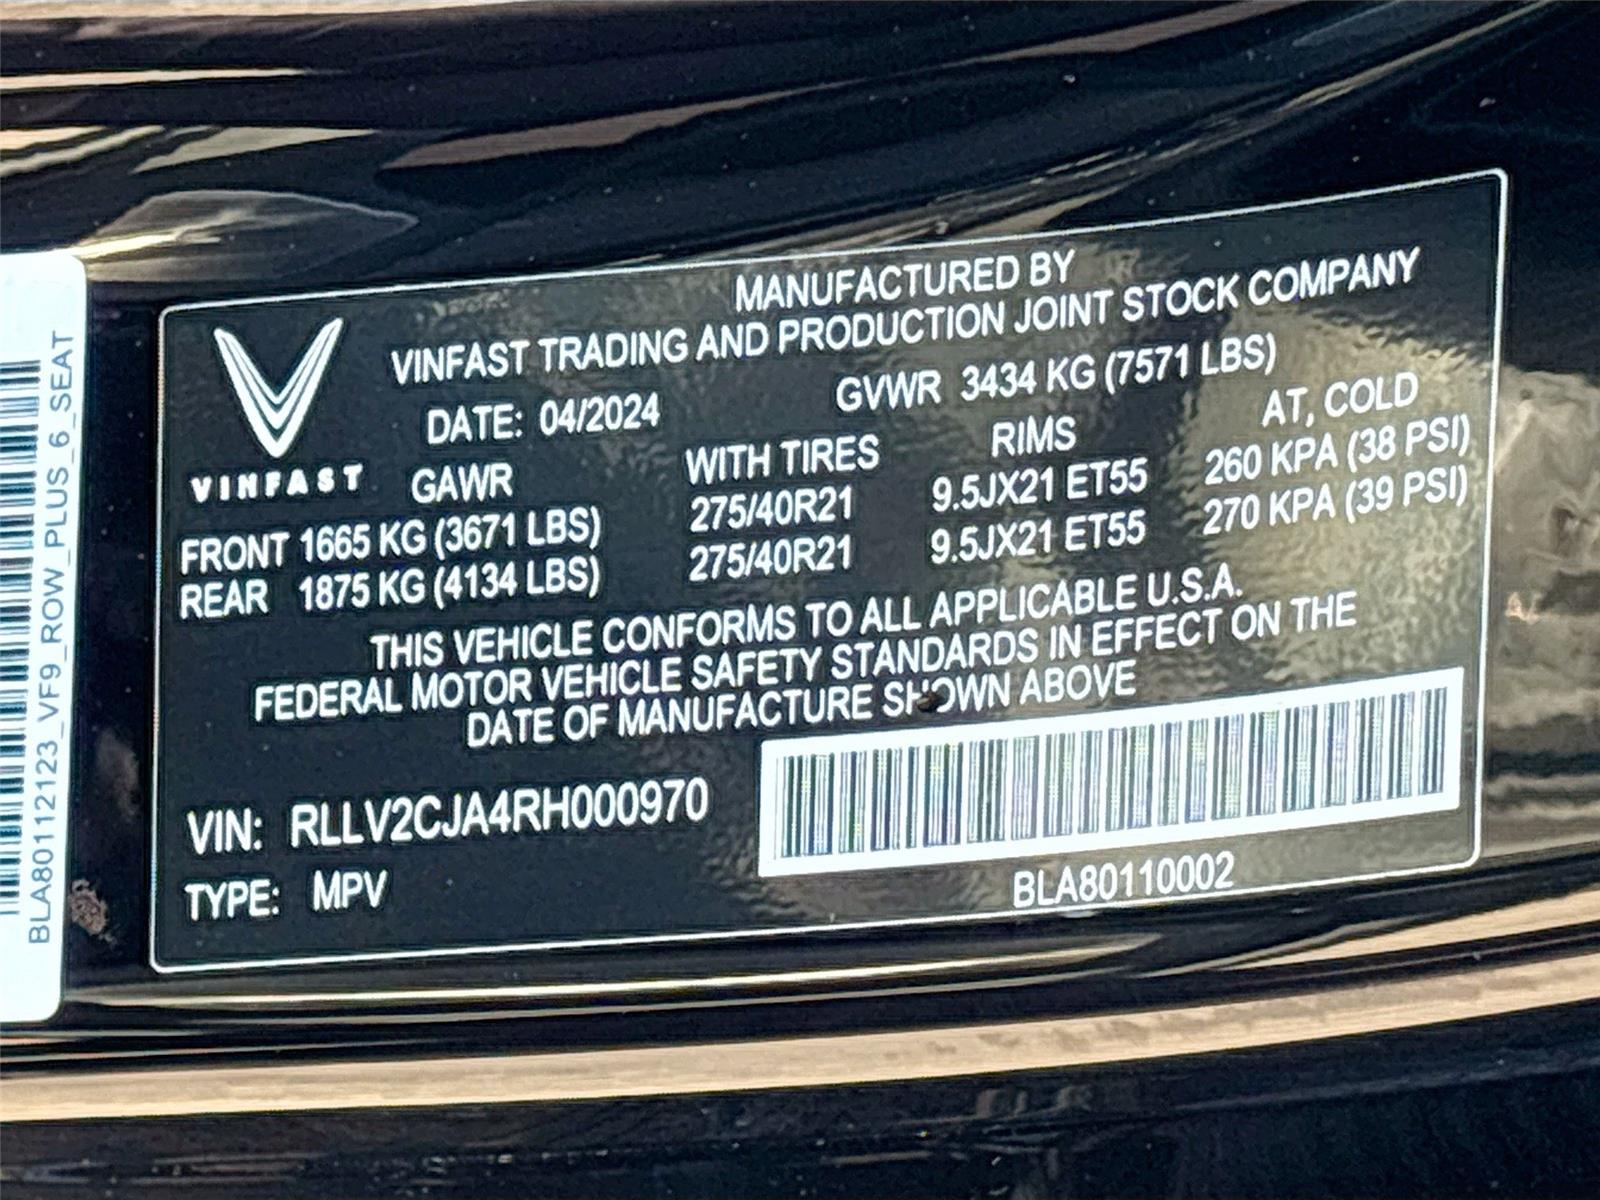 BLA80112123_VF9_ROW_PLUS_6_SEAT
VINFAST
MANUFACTURED BY
VINFAST TRADING AND PRODUCTION JOINT STOCK COMPANY
DATE: 04/2024 GVWR 3434 KG (7571 LBS)
GAWR WITH TIRES RIMS AT, COLD
FRONT 1665 KG (3671 LBS) 275/40R21 9.5JX21 ET55 260 KPA (38 PSI)
REAR 1875 KG (4134 LBS) 275/40R21 9.5JX21 ET55 270 KPA (39 PSI)
THIS VEHICLE CONFORMS TO ALL APPLICABLE U.S.A.
FEDERAL MOTOR VEHICLE SAFETY STANDARDS IN EFFECT ON THE
DATE OF MANUFACTURE SHOWN ABOVE
VIN: RLLV2CJA4RH000970
TYPE: MPV
BLA80110002